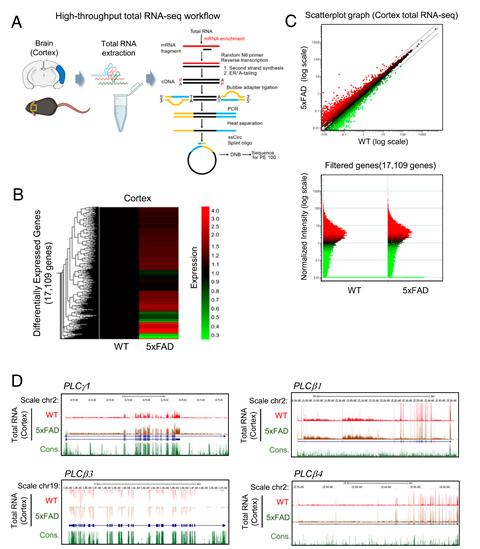 High-throughput total RNA-seq workflow
A
Brain
(Cortex)
Total RNA
extraction
Total RNA
mRNA enrichment
mRNA
fragment
Random N6 primer
Reverse transcription
1. Second strand synthesis
2. ER/ A-tailing
cDNA
A
A
Bubble adapter ligation
PCR
Heat separation
ssCirc
Splint oligo
DNB
Sequence
for PE 100
B
Cortex
Differentially Expressed Genes
(17,109 genes)
WT
5xFAD
Expression
4.0
3.0
2.0
1.0
0.9
0.8
0.7
0.6
0.5
0.4
0.3
C
Scatterplot graph (Cortex total RNA-seq)
5xFAD (log scale)
WT (log scale)
Filtered genes(17,109 genes)
Normalized Intensity (log scale)
WT
5xFAD
D
PLCγ1
Scale chr2:
Total RNA
(Cortex)
WT
5xFAD
Cons.
PLCβ1
Scale chr2:
Total RNA
(Cortex)
WT
5xFAD
Cons.
PLCβ3
Scale chr19:
Total RNA
(Cortex)
WT
5xFAD
Cons.
PLCβ4
Scale chr2:
Total RNA
(Cortex)
WT
5xFAD
Cons.